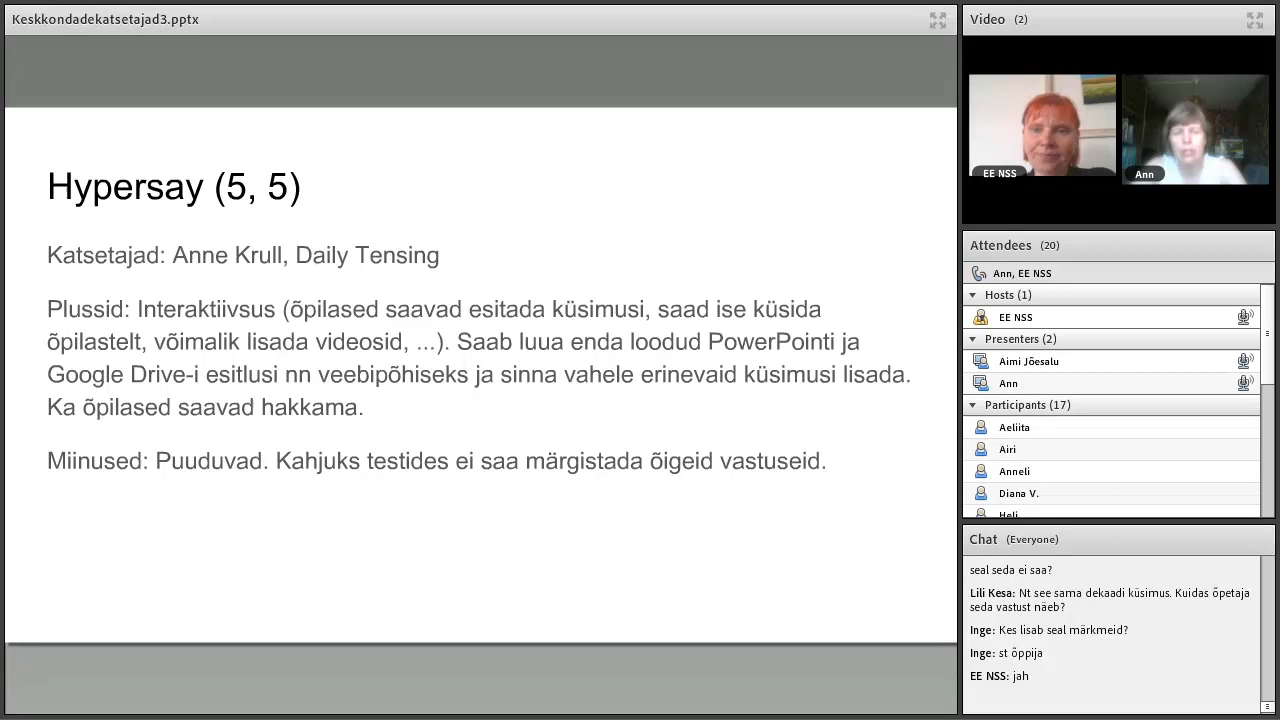 Keskkondadekatsetajad3.pptx
Hypersay (5, 5)
Katsetajad: Anne Krull, Daily Tensing
Plussid: Interaktiivsus (õpilased saavad esitada küsimusi, saad ise küsida
õpilastelt, võimalik lisada videosid, ...). Saab luua enda loodud PowerPointi ja
Google Drive-i esitlusi nn veebipõhiseks ja sinna vahele erinevaid küsimusi lisada.
Ka õpilased saavad hakkama.
Miinused: Puuduvad. Kahjuks testides ei saa märgistada õigeid vastuseid.
Video (2)
EE NSS
Ann
Attendees (20)
Ann, EE NSS
Hosts (1)
EE NSS
Presenters (2)
Aimi Jõesalu
Ann
Participants (17)
Aeliita
Airi
Anneli
Diana V.
Heli
Chat (Everyone)
seal seda ei saa?
Lili Kesa: Nt see sama dekaadi küsimus. Kuidas õpetaja
seda vastust näeb?
Inge: Kes lisab seal märkmeid?
Inge: st õppija
EE NSS: jah